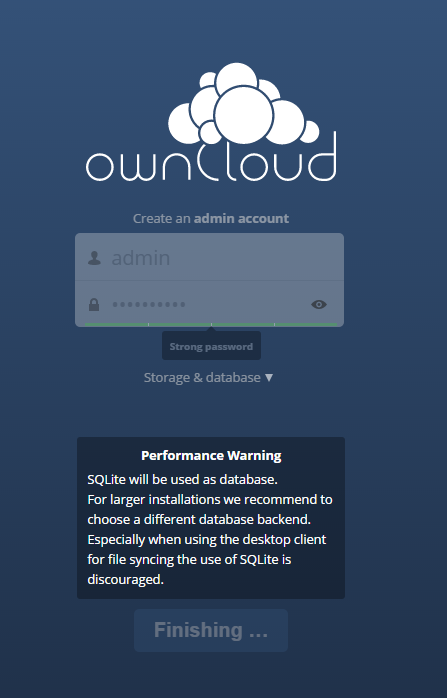 ownCloud
Create an admin account
admin
••••••••••
Strong password
Storage & database ▼
Performance Warning
SQLite will be used as database.
For larger installations we recommend to
choose a different database backend.
Especially when using the desktop client
for file syncing the use of SQLite is
discouraged.
Finishing …